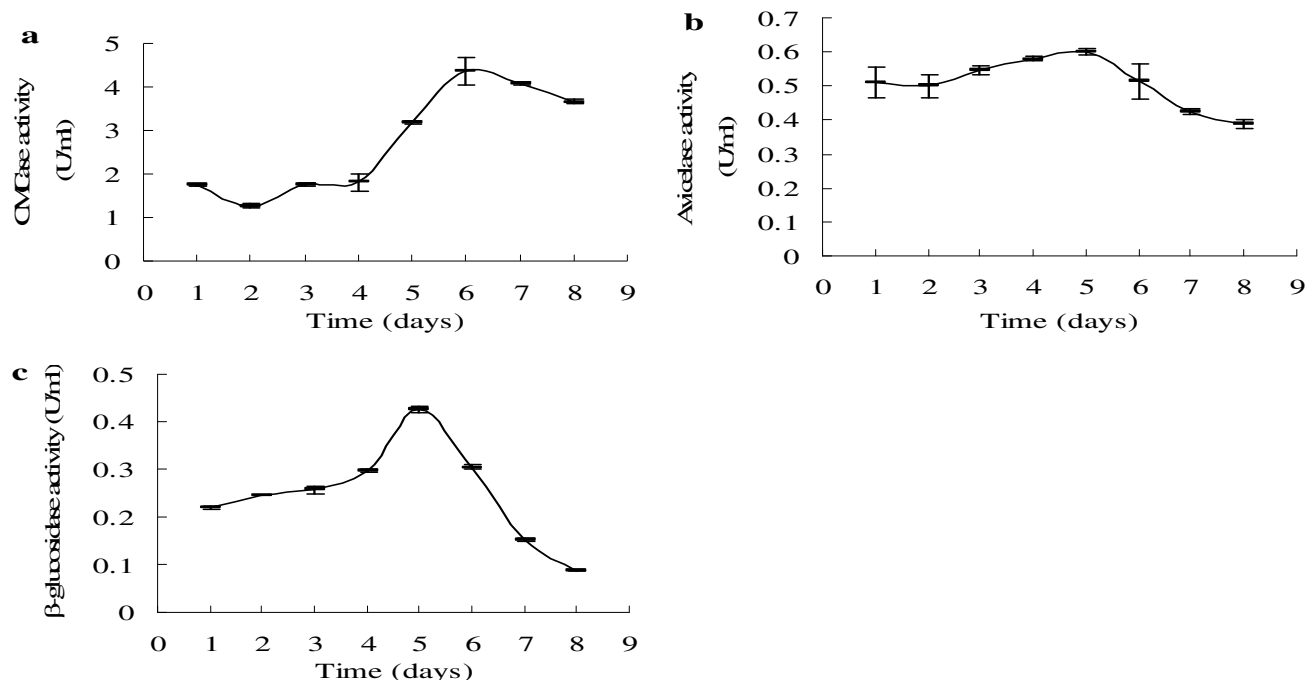 a
CMCase activity
(U/ml)
5
4
3
2
1
0
0 1 2 3 4 5 6 7 8 9
Time (days)
b
Avicelase activity
(U/ml)
0.7
0.6
0.5
0.4
0.3
0.2
0.1
0
0 1 2 3 4 5 6 7 8 9
Time (days)
c
β-glucosidase activity (U/ml)
0.5
0.4
0.3
0.2
0.1
0
0 1 2 3 4 5 6 7 8 9
Time (days)